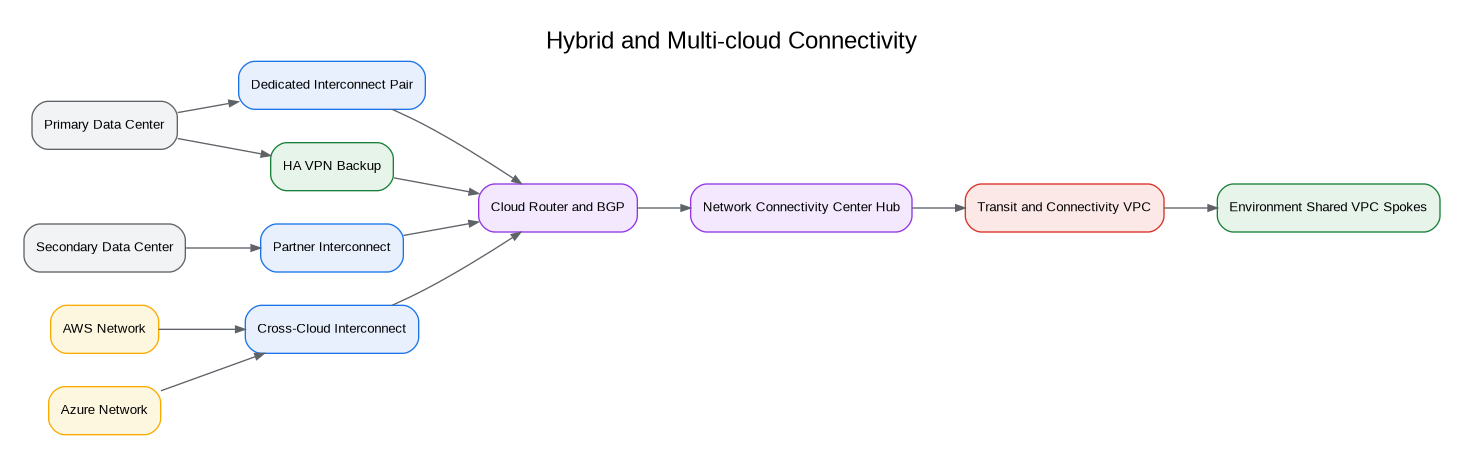 Hybrid and Multi-cloud Connectivity
Dedicated Interconnect Pair
Primary Data Center
HA VPN Backup
Cloud Router and BGP
Network Connectivity Center Hub
Transit and Connectivity VPC
Environment Shared VPC Spokes
Secondary Data Center
Partner Interconnect
AWS Network
Cross-Cloud Interconnect
Azure Network